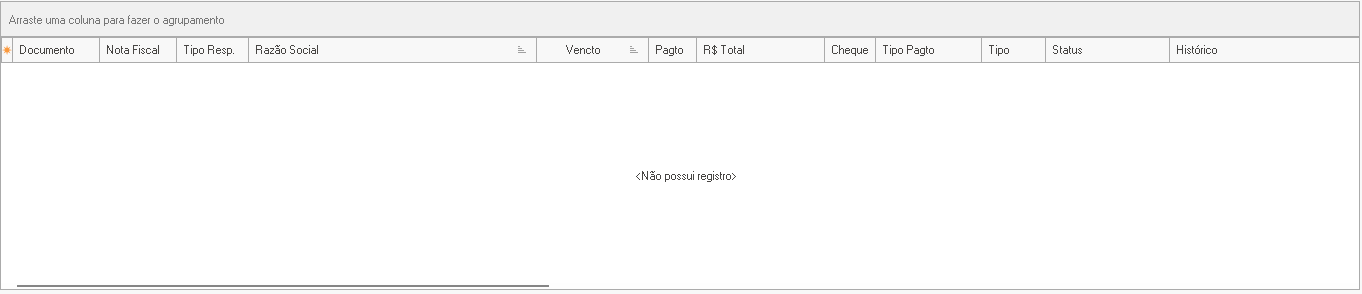 Arraste uma coluna para fazer o agrupamento
Documento Nota Fiscal Tipo Resp. Razão Social Vencto Pagto R$ Total Cheque Tipo Pagto Tipo Status Histórico
<Não possui registro>